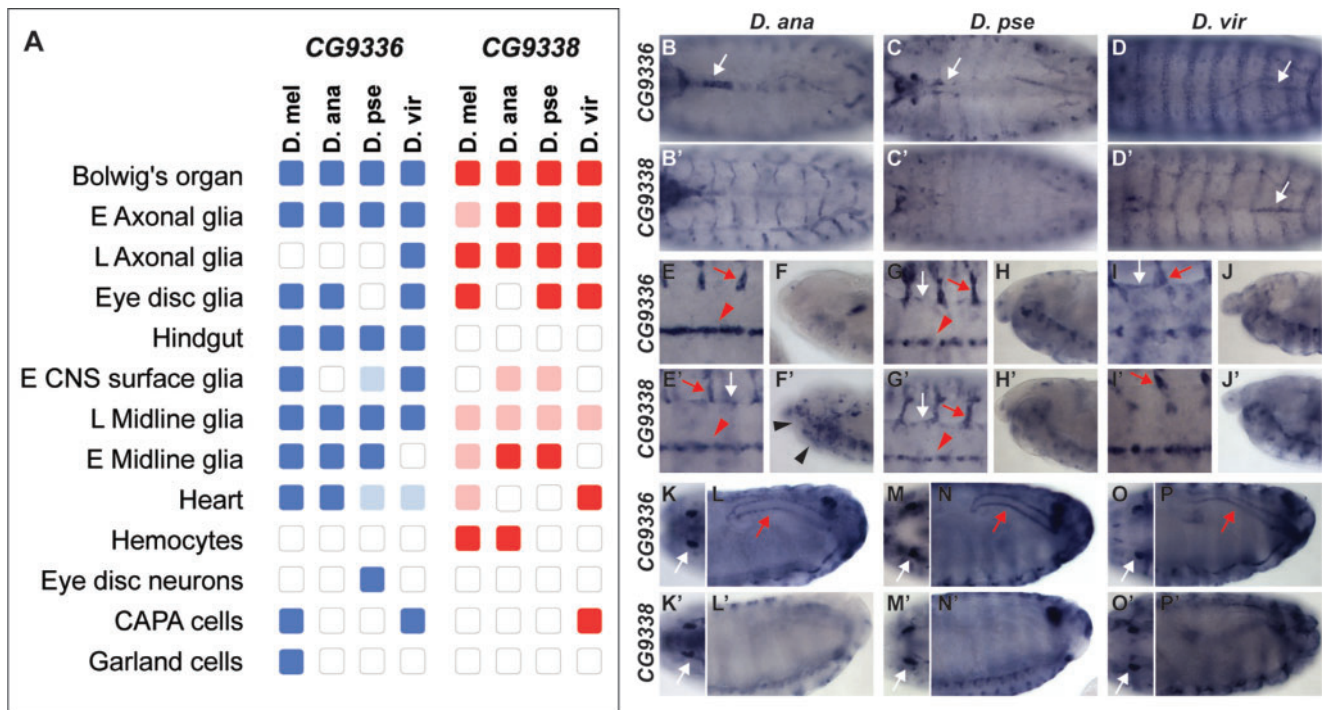 A
CG9336 CG9338
D. mel D. ana D. pse D. vir D. mel D. ana D. pse D. vir
Bolwig's organ
E Axonal glia
L Axonal glia
Eye disc glia
Hindgut
E CNS surface glia
L Midline glia
E Midline glia
Heart
Hemocytes
Eye disc neurons
CAPA cells
Garland cells
D. ana D. pse D. vir
CG9336 B C D
CG9338 B' C' D'
CG9336 E F G H I J
CG9338 E' F' G' H' I' J'
CG9336 K L M N O P
CG9338 K' L' M' N' O' P'